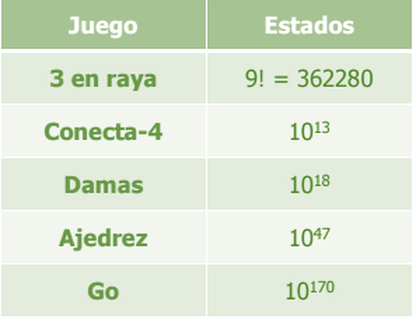 Juego Estados
3 en raya 9! = 362280
Conecta-4 10¹³
Damas 10¹⁸
Ajedrez 10⁴⁷
Go 10¹⁷⁰